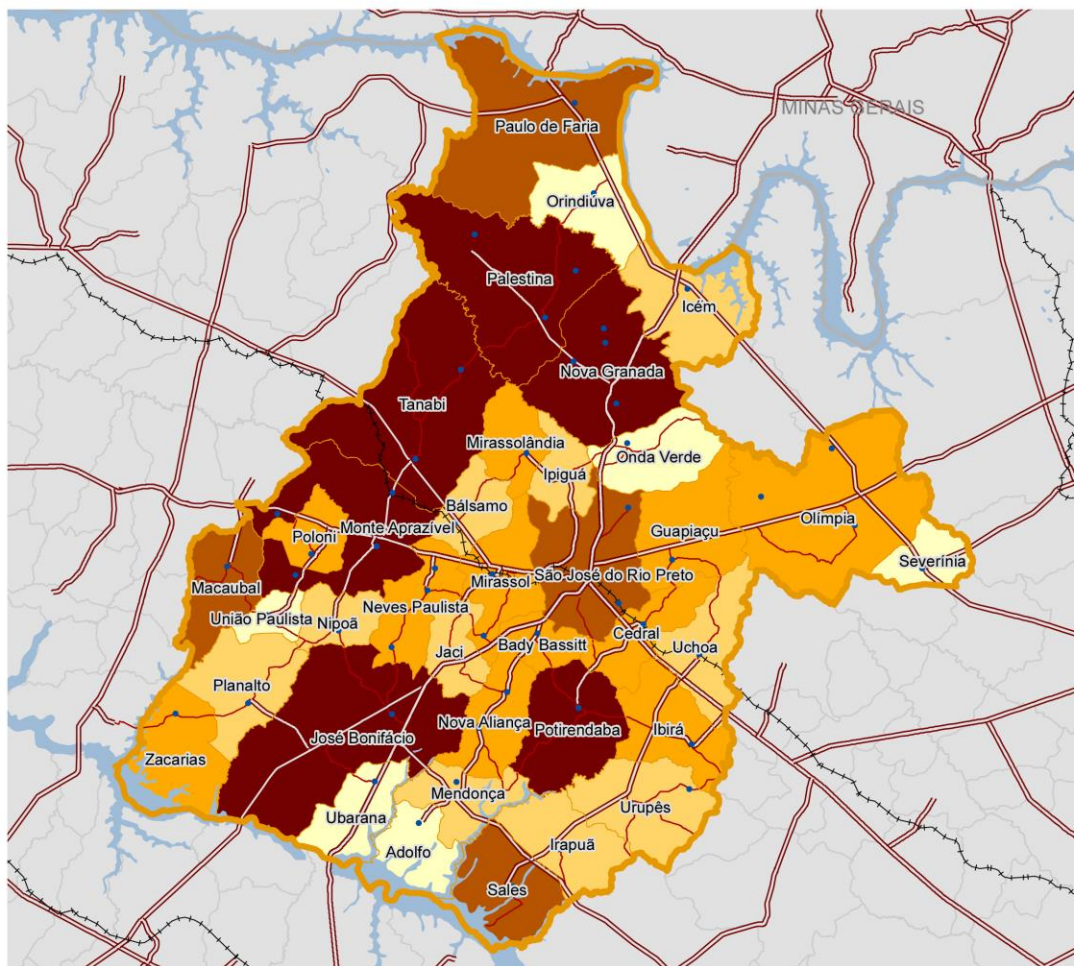 MINAS GERAIS
Paulo de Faria
Orindiúva
Palestina
Icém
Nova Granada
Tanabi
Mirassolândia
Ipiguá
Onda Verde
Bálsamo
Monte Aprazível
Poloni
Guapiaçu
Olímpia
Severínia
Macaubal
Mirassol
São José do Rio Preto
União Paulista
Nipoã
Neves Paulista
Bady Bassitt
Cedral
Uchoa
Jaci
Planalto
Nova Aliança
Potirendaba
Ibirá
José Bonifácio
Zacarias
Mendonça
Urupês
Ubarana
Adolfo
Irapuã
Sales